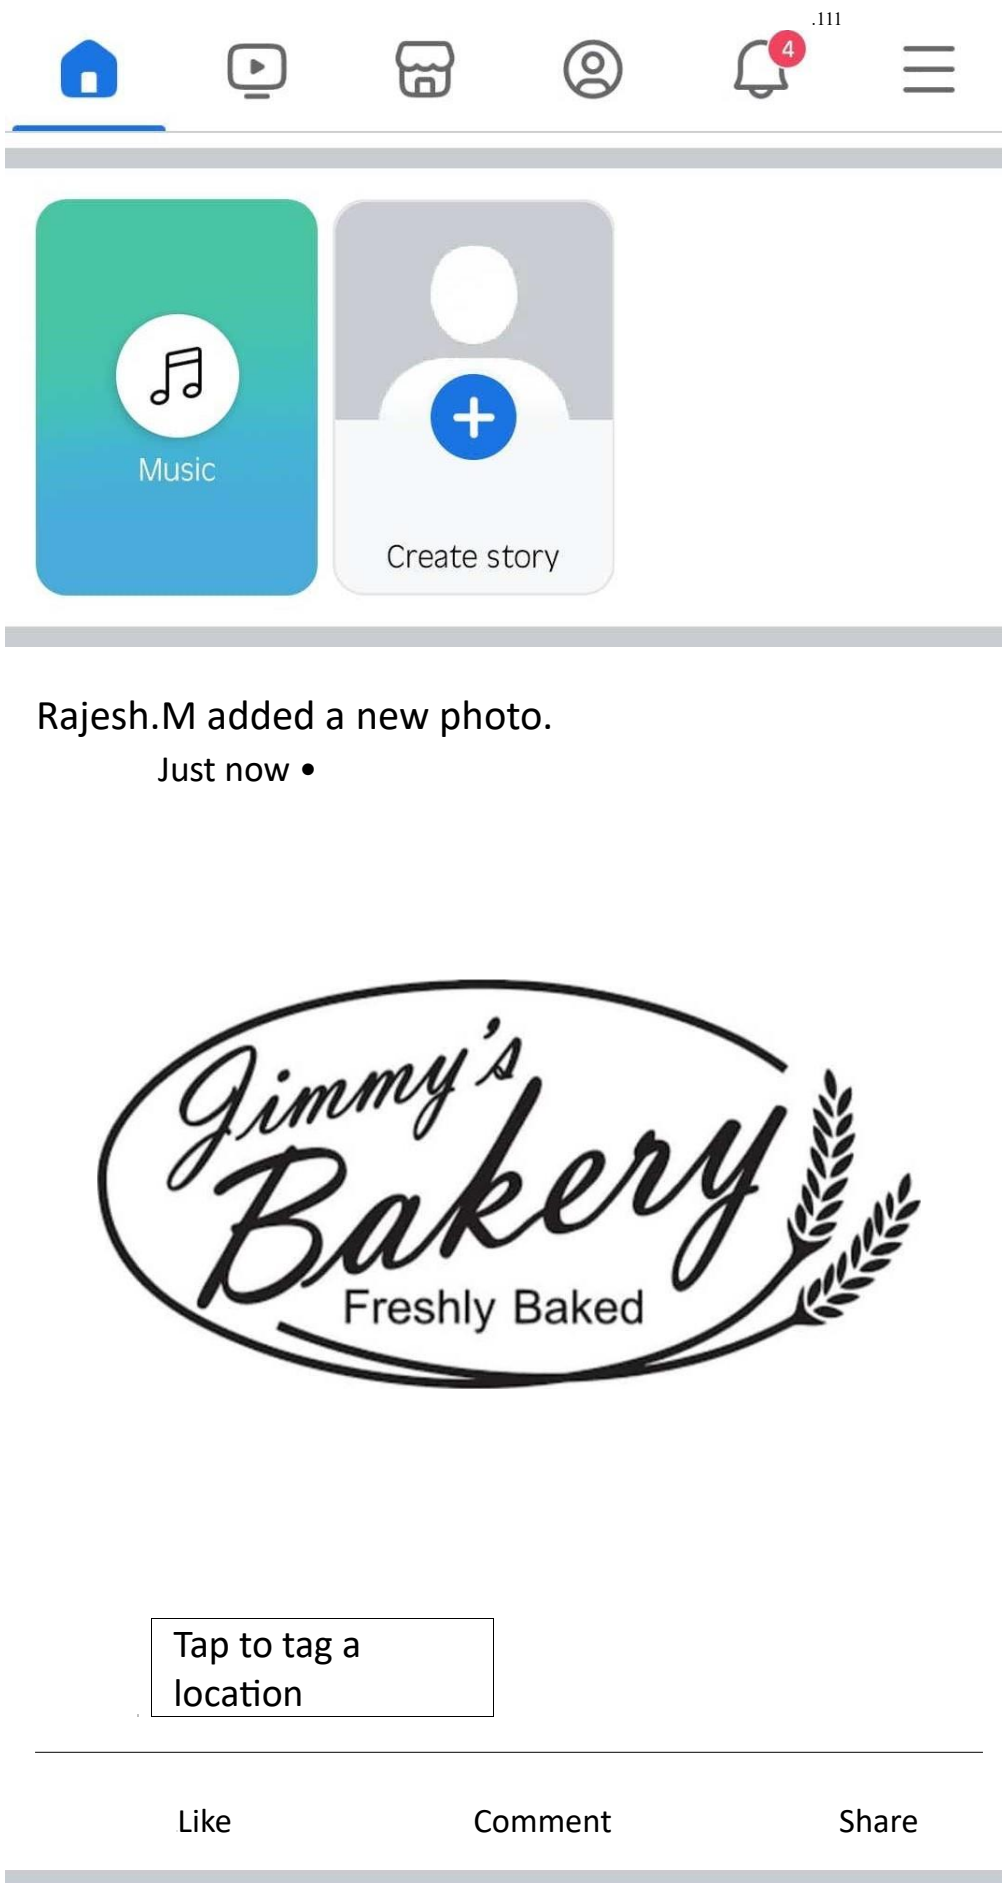 .111
4
Music
Create story
Rajesh.M added a new photo.
Just now •
Jimmy's
Bakery
Freshly Baked
Tap to tag a
location
Like Comment Share